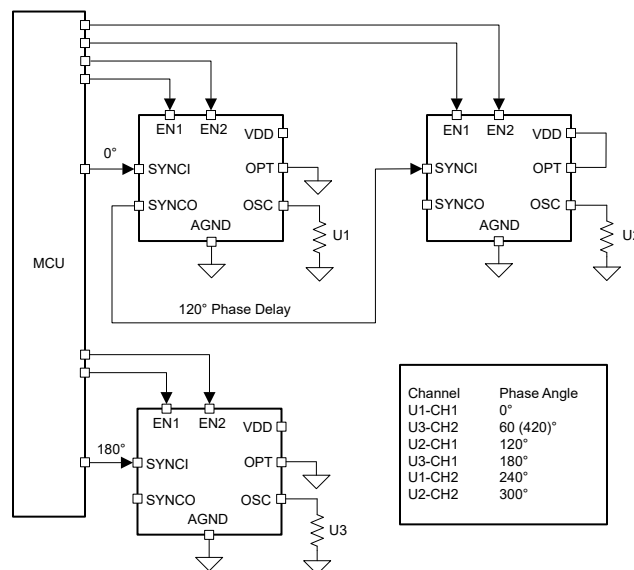 MCU
EN1 EN2
VDD
0°
SYNCI
OPT
SYNCO
OSC
AGND
U1
EN1 EN2
VDD
SYNCI
OPT
SYNCO
OSC
AGND
120° Phase Delay
EN1 EN2
VDD
180°
SYNCI
OPT
SYNCO
OSC
AGND
U3
Channel Phase Angle
U1-CH1 0°
U3-CH2 60 (420)°
U2-CH1 120°
U3-CH1 180°
U1-CH2 240°
U2-CH2 300°